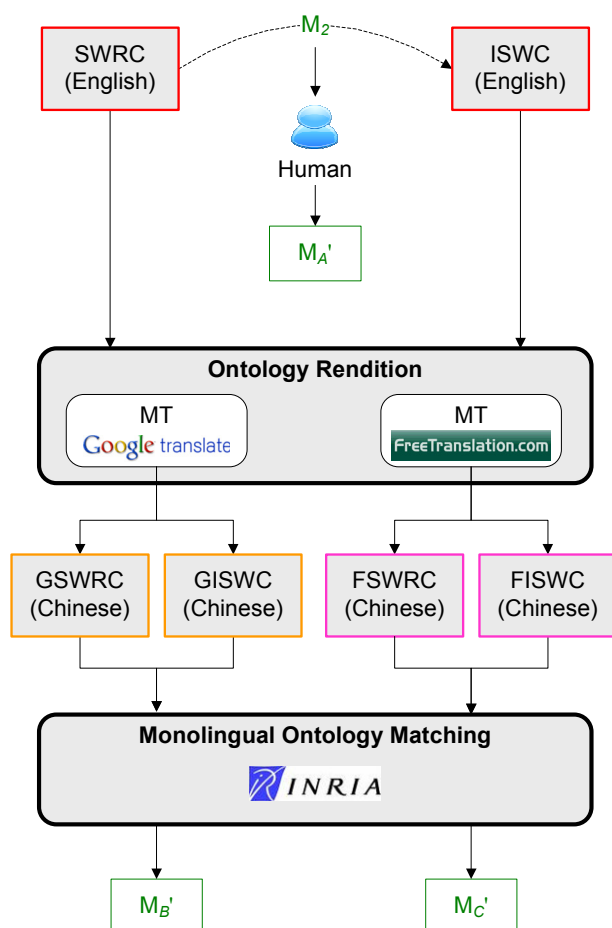 SWRC
(English)
M2
ISWC
(English)
Human
MA'
Ontology Rendition
MT
Google translate
MT
FreeTranslation.com
GSWRC
(Chinese)
GISWC
(Chinese)
FSWRC
(Chinese)
FISWC
(Chinese)
Monolingual Ontology Matching
INRIA
MB'
MC'